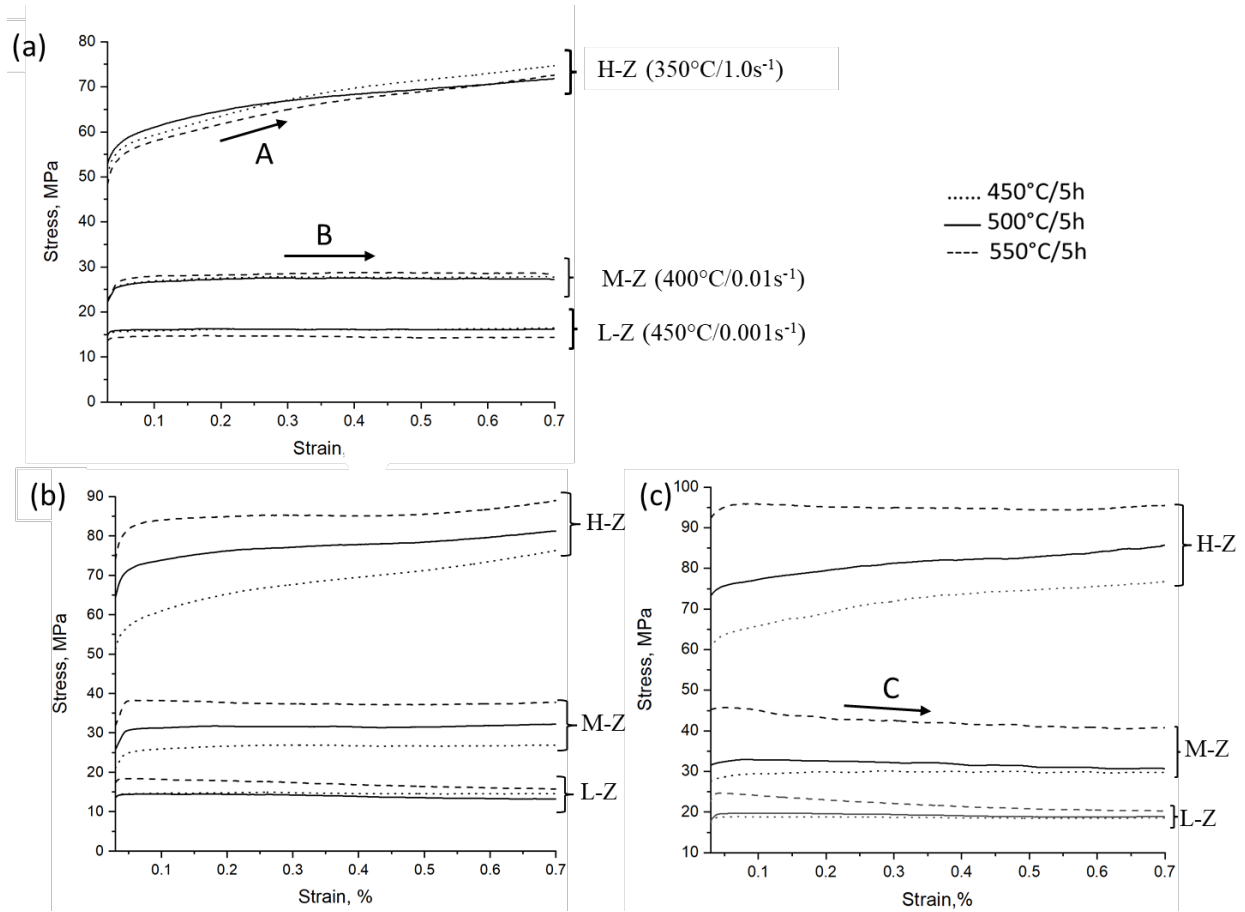 (a)
80
70
60
50
40
30
20
10
0
Stress, MPa
0.1 0.2 0.3 0.4 0.5 0.6 0.7
Strain,
A
B
H-Z (350°C/1.0s⁻¹)
M-Z (400°C/0.01s⁻¹)
L-Z (450°C/0.001s⁻¹)
...... 450°C/5h
500°C/5h
550°C/5h
(b)
90
80
70
60
50
40
30
20
10
0
Stress, MPa
0.1 0.2 0.3 0.4 0.5 0.6 0.7
Strain, %
H-Z
M-Z
L-Z
(c)
100
90
80
70
60
50
40
30
20
10
Stress, MPa
0.1 0.2 0.3 0.4 0.5 0.6 0.7
Strain,%
C
H-Z
M-Z
L-Z